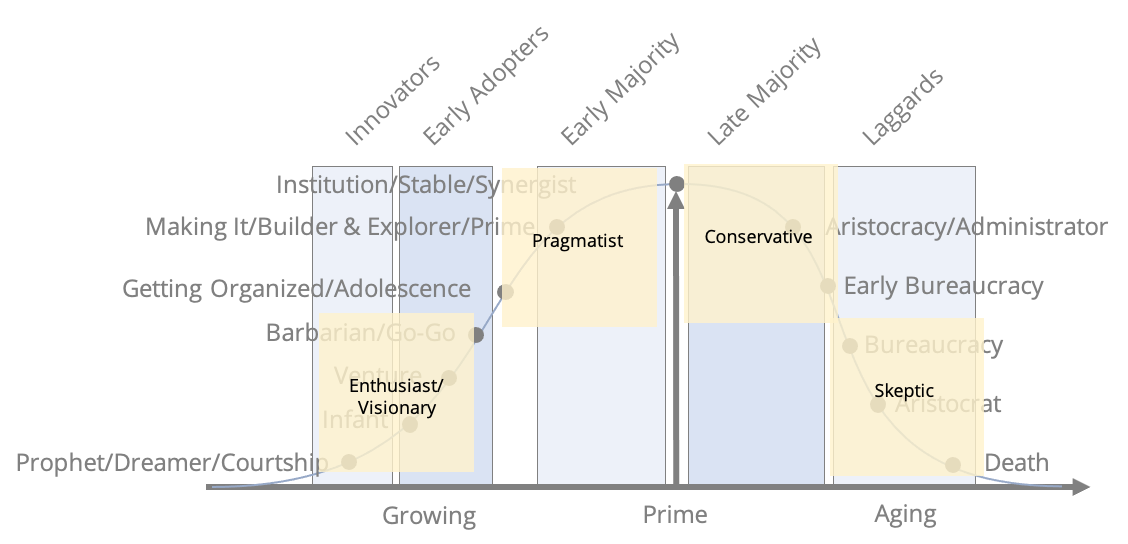 Innovators
Early Adopters
Early Majority
Late Majority
Laggards
Institution/Stable/Synergist
Making It/Builder & Explorer/Prime
Pragmatist
Conservative
Aristocracy/Administrator
Getting Organized/Adolescence
Early Bureaucracy
Barbarian/Go-Go
Bureaucracy
Venture
Enthusiast/
Visionary
Skeptic
Infant
Aristocrat
Prophet/Dreamer/Courtship
Death
Growing
Prime
Aging